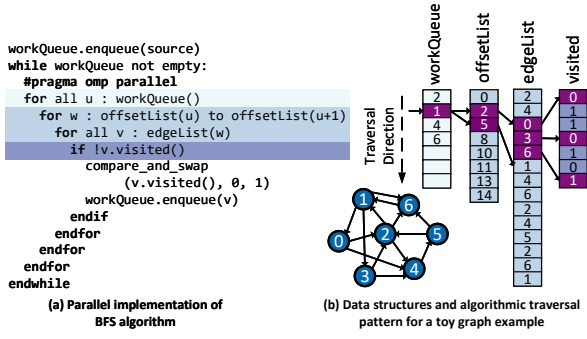 workQueue.enqueue(source)
while workQueue not empty:
#pragma omp parallel
for all u : workQueue()
for w : offsetList(u) to offsetList(u+1)
for all v : edgeList(w)
if !v.visited()
compare_and_swap
(v.visited(), 0, 1)
workQueue.enqueue(v)
endif
endfor
endfor
endfor
endwhile
(a) Parallel implementation of
BFS algorithm
Traversal
Direction
workQueue
2
1
4
6
offsetList
0
2
5
8
10
11
13
14
edgeList
2
4
0
3
6
1
4
6
2
4
5
2
6
1
visited
0
1
1
0
1
0
1
1
6
0
2
5
3
4
(b) Data structures and algorithmic traversal
pattern for a toy graph example